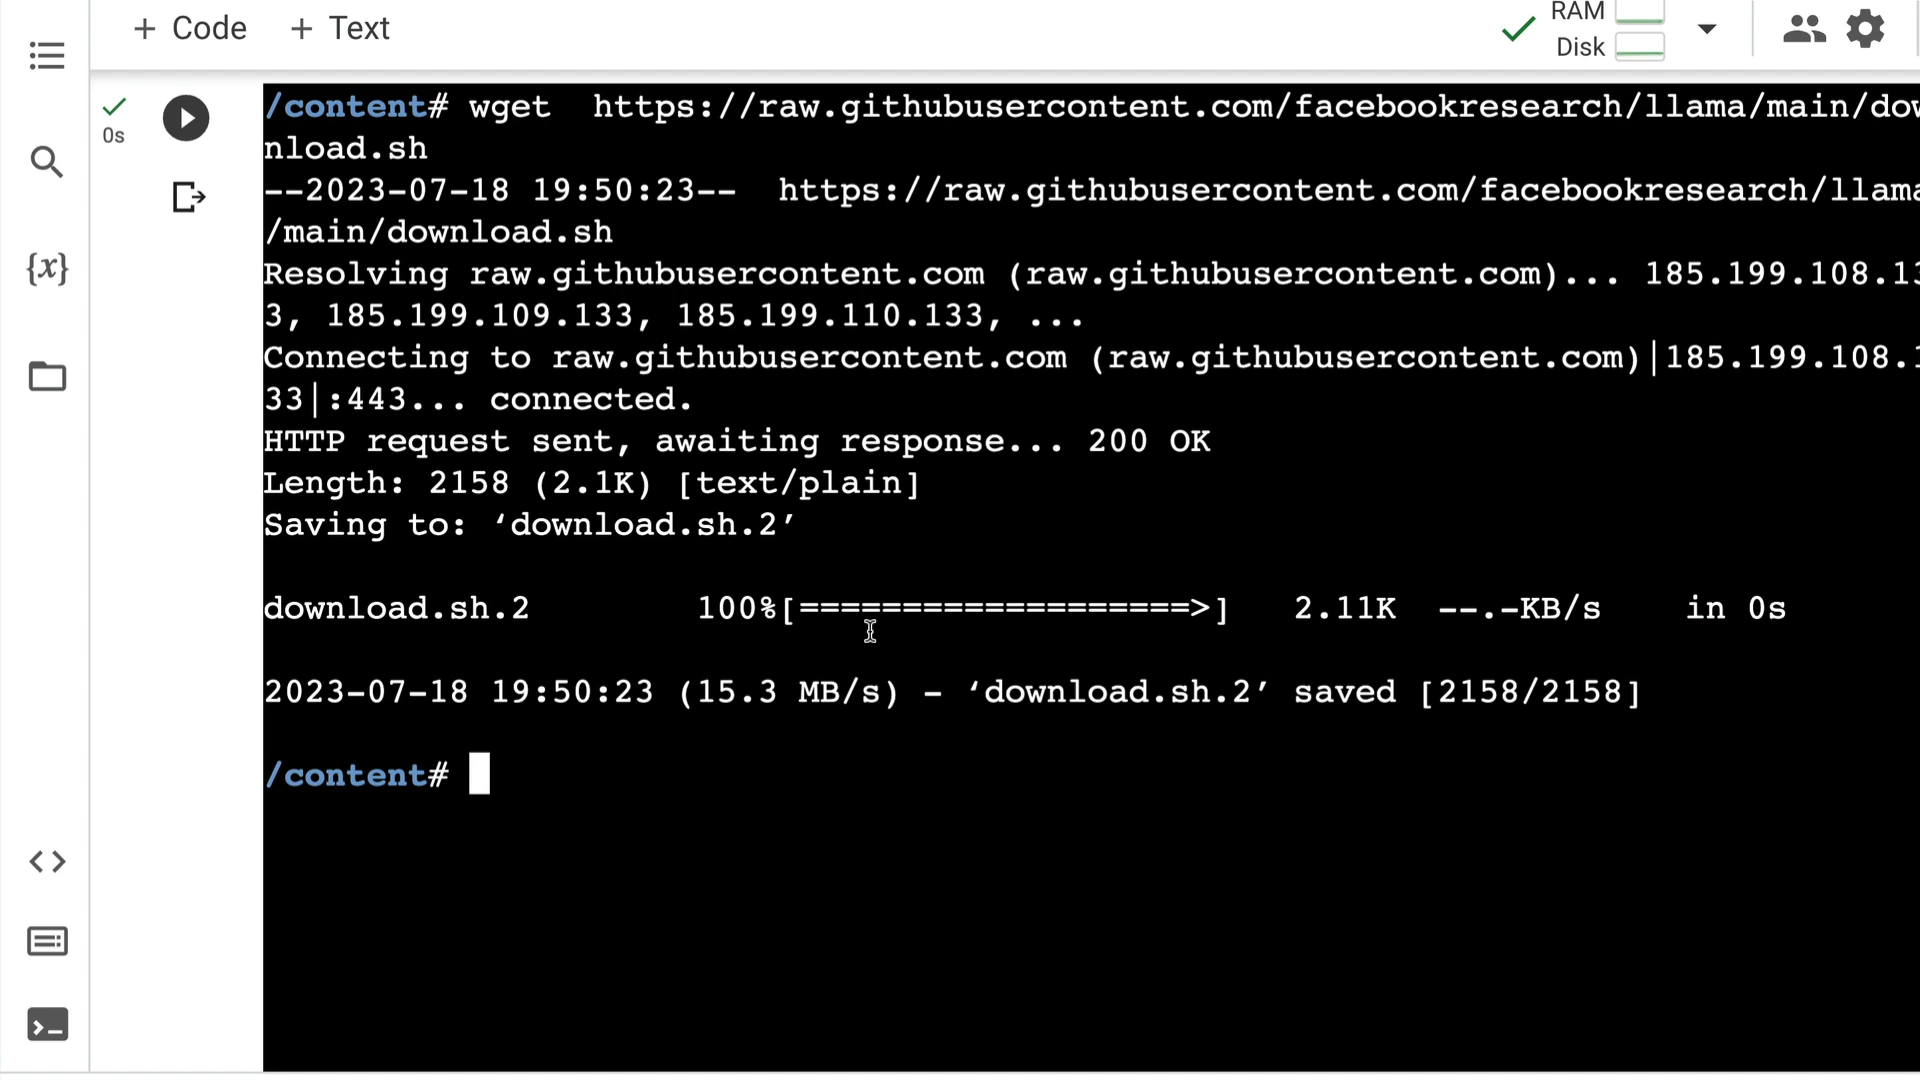 + Code + Text
RAM
Disk
0s
{x}
/content# wget  https://raw.githubusercontent.com/facebookresearch/llama/main/dow
nload.sh
--2023-07-18 19:50:23--  https://raw.githubusercontent.com/facebookresearch/llama
/main/download.sh
Resolving raw.githubusercontent.com (raw.githubusercontent.com)... 185.199.108.13
3, 185.199.109.133, 185.199.110.133, ...
Connecting to raw.githubusercontent.com (raw.githubusercontent.com)|185.199.108.1
33|:443... connected.
HTTP request sent, awaiting response... 200 OK
Length: 2158 (2.1K) [text/plain]
Saving to: ‘download.sh.2’
download.sh.2        100%[===================>]   2.11K  --.-KB/s    in 0s
2023-07-18 19:50:23 (15.3 MB/s) - ‘download.sh.2’ saved [2158/2158]
/content#